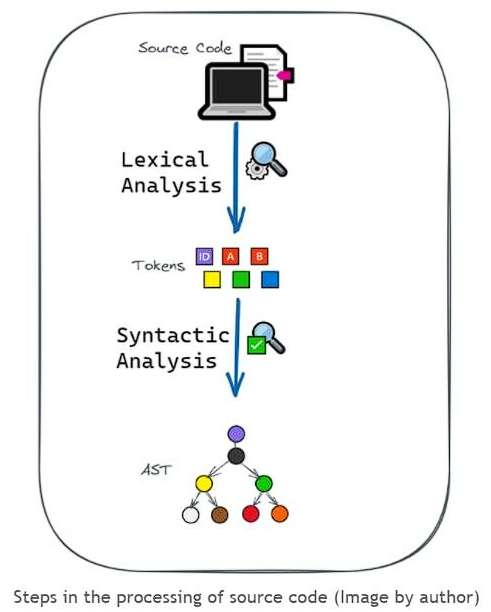 Source Code
Lexical
Analysis
Tokens ID A B
Syntactic
Analysis
AST
Steps in the processing of source code (Image by author)